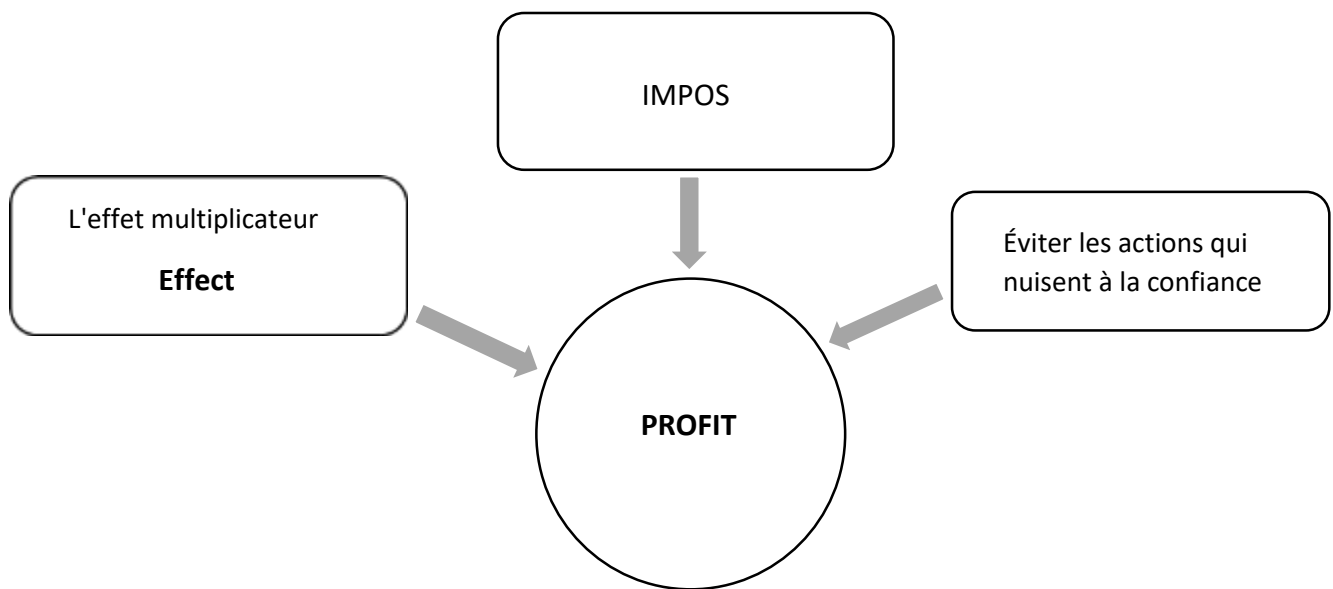 IMPOS
L'effet multiplicateur
Effect
Éviter les actions qui
nuisent à la confiance
PROFIT